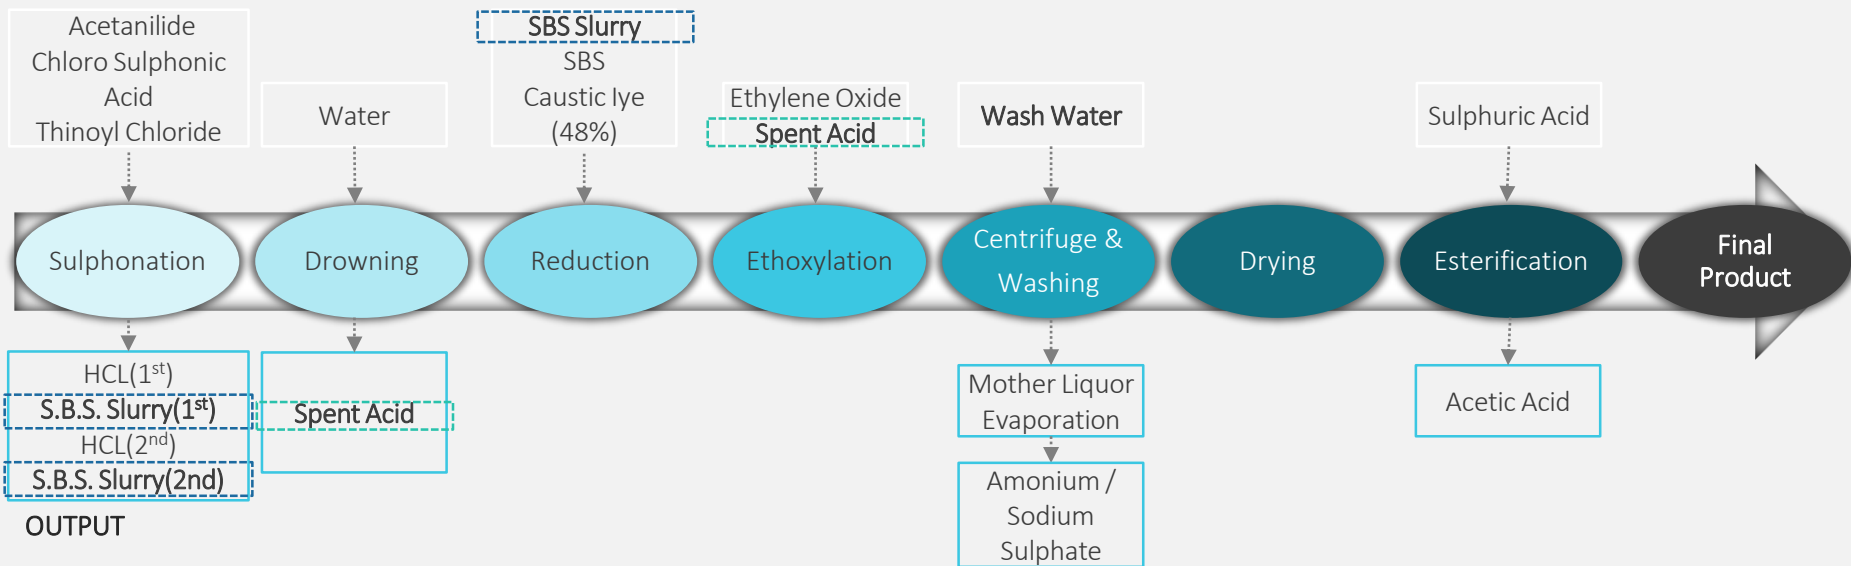 Acetanilide
Chloro Sulphonic
Acid
Thinoyl Chloride
Water
SBS Slurry
SBS
Caustic lye
(48%)
Ethylene Oxide
Spent Acid
Wash Water
Sulphuric Acid
Sulphonation
Drowning
Reduction
Ethoxylation
Centrifuge &
Washing
Drying
Esterification
Final
Product
HCL(1st)
S.B.S. Slurry(1st)
HCL(2nd)
S.B.S. Slurry(2nd)
Spent Acid
Mother Liquor
Evaporation
Amonium /
Sodium
Sulphate
Acetic Acid
OUTPUT